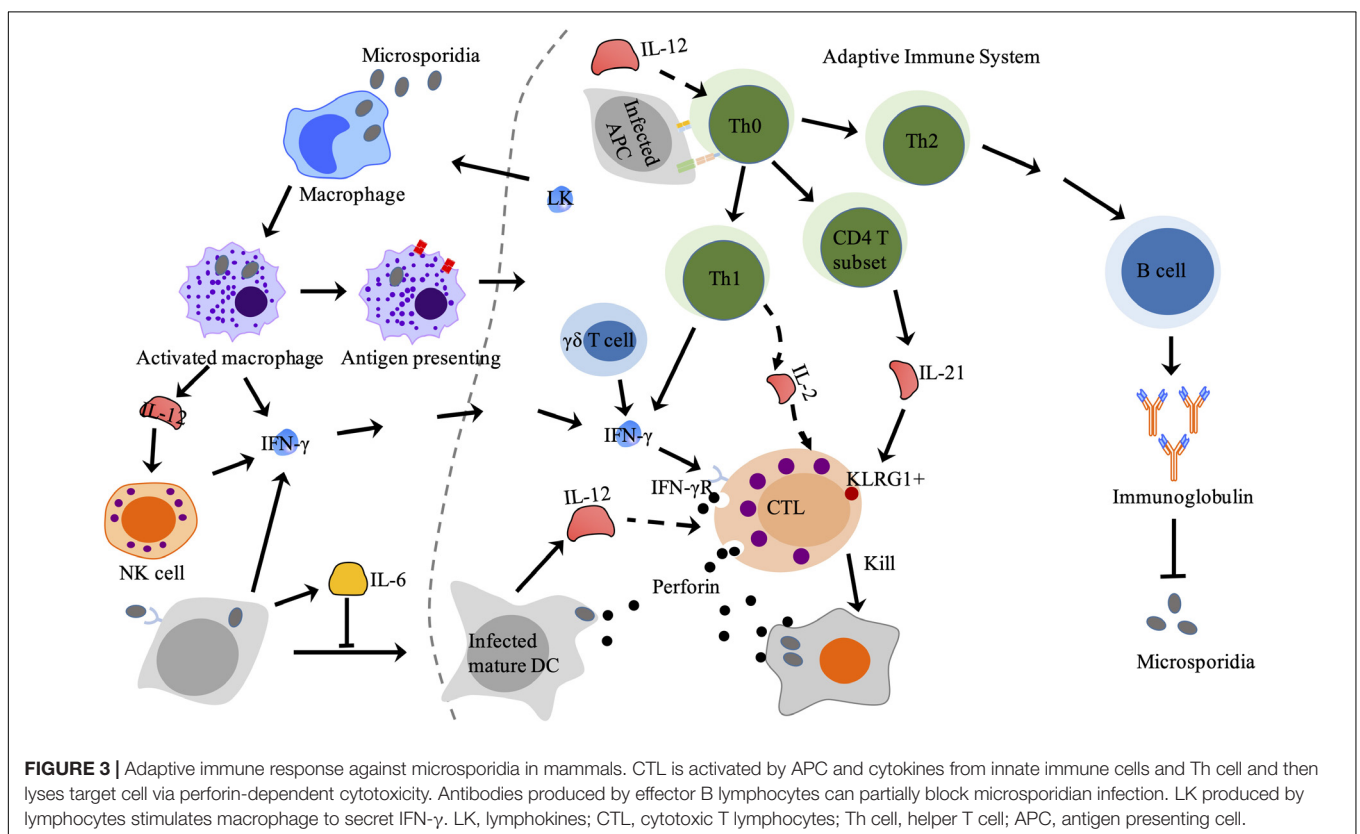 Microsporidia
IL-12
Adaptive Immune System
Infected
APC
Th0
Th2
Macrophage
LK
CD4 T
subset
B cell
Th1
γδ T cell
Activated macrophage
Antigen presenting
IL-2
IL-21
IL-12
IFN-γ
IFN-γ
IFN-γR
KLRG1+
CTL
IL-12
Immunoglobulin
NK cell
IL-6
Perforin
Kill
Infected
mature DC
Microsporidia
FIGURE 3 | Adaptive immune response against microsporidia in mammals. CTL is activated by APC and cytokines from innate immune cells and Th cell and then
lyses target cell via perforin-dependent cytotoxicity. Antibodies produced by effector B lymphocytes can partially block microsporidian infection. LK produced by
lymphocytes stimulates macrophage to secret IFN-γ. LK, lymphokines; CTL, cytotoxic T lymphocytes; Th cell, helper T cell; APC, antigen presenting cell.